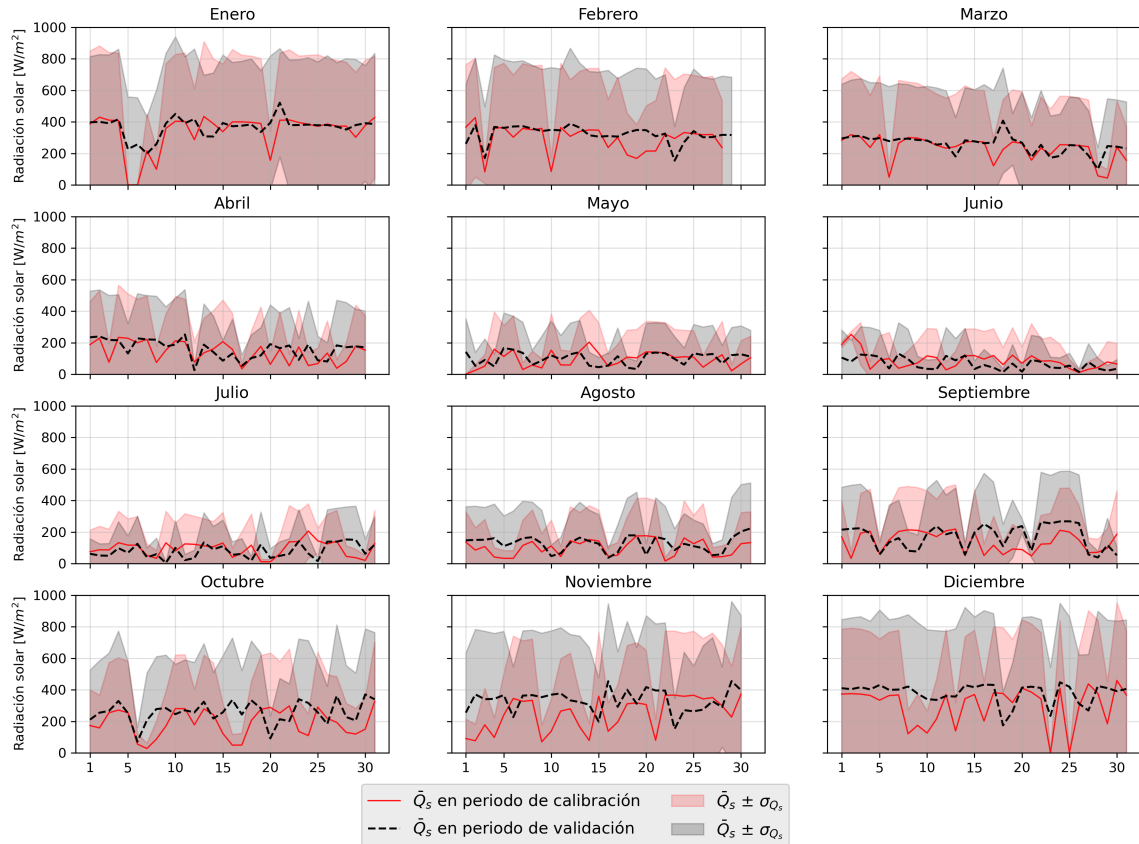 Enero Febrero Marzo
1000
800
600
400
200
0
Radiación solar [W/m²]
Abril Mayo Junio
1000
800
600
400
200
0
Radiación solar [W/m²]
Julio Agosto Septiembre
1000
800
600
400
200
0
Radiación solar [W/m²]
Octubre Noviembre Diciembre
1000
800
600
400
200
0
Radiación solar [W/m²]
1 5 10 15 20 25 30 1 5 10 15 20 25 30 1 5 10 15 20 25 30
Q̄s en periodo de calibración Q̄s ± σQs
Q̄s en periodo de validación Q̄s ± σQs